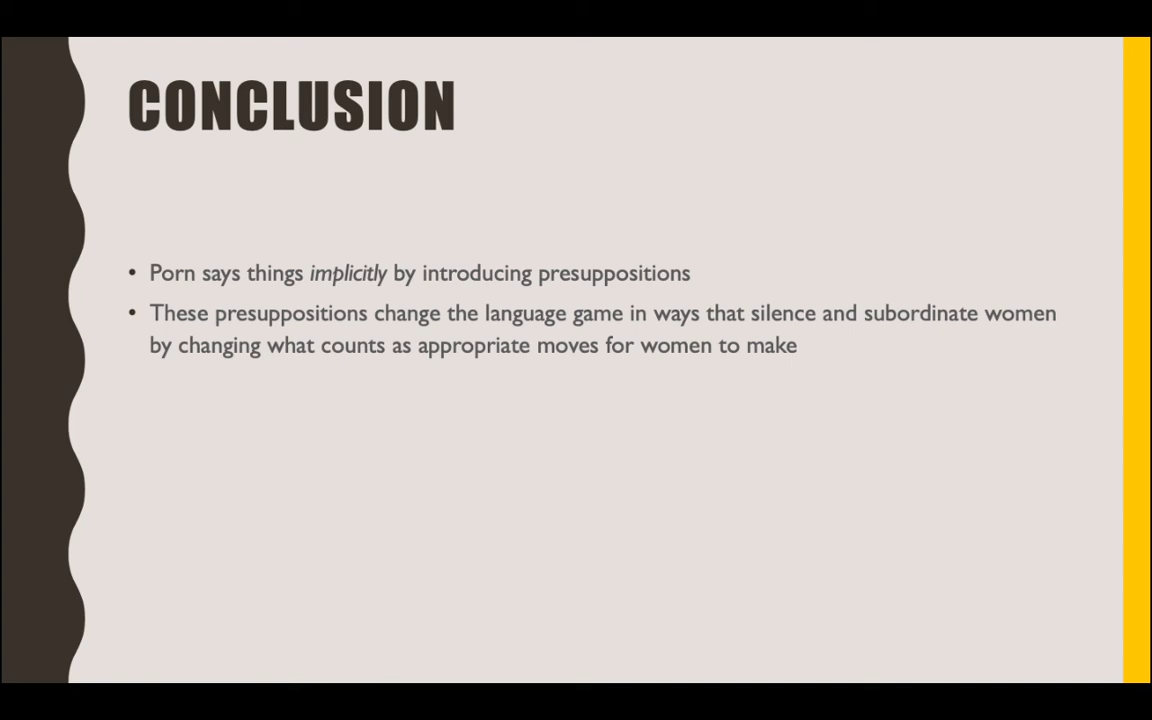 CONCLUSION
• Porn says things implicitly by introducing presuppositions
• These presuppositions change the language game in ways that silence and subordinate women
by changing what counts as appropriate moves for women to make